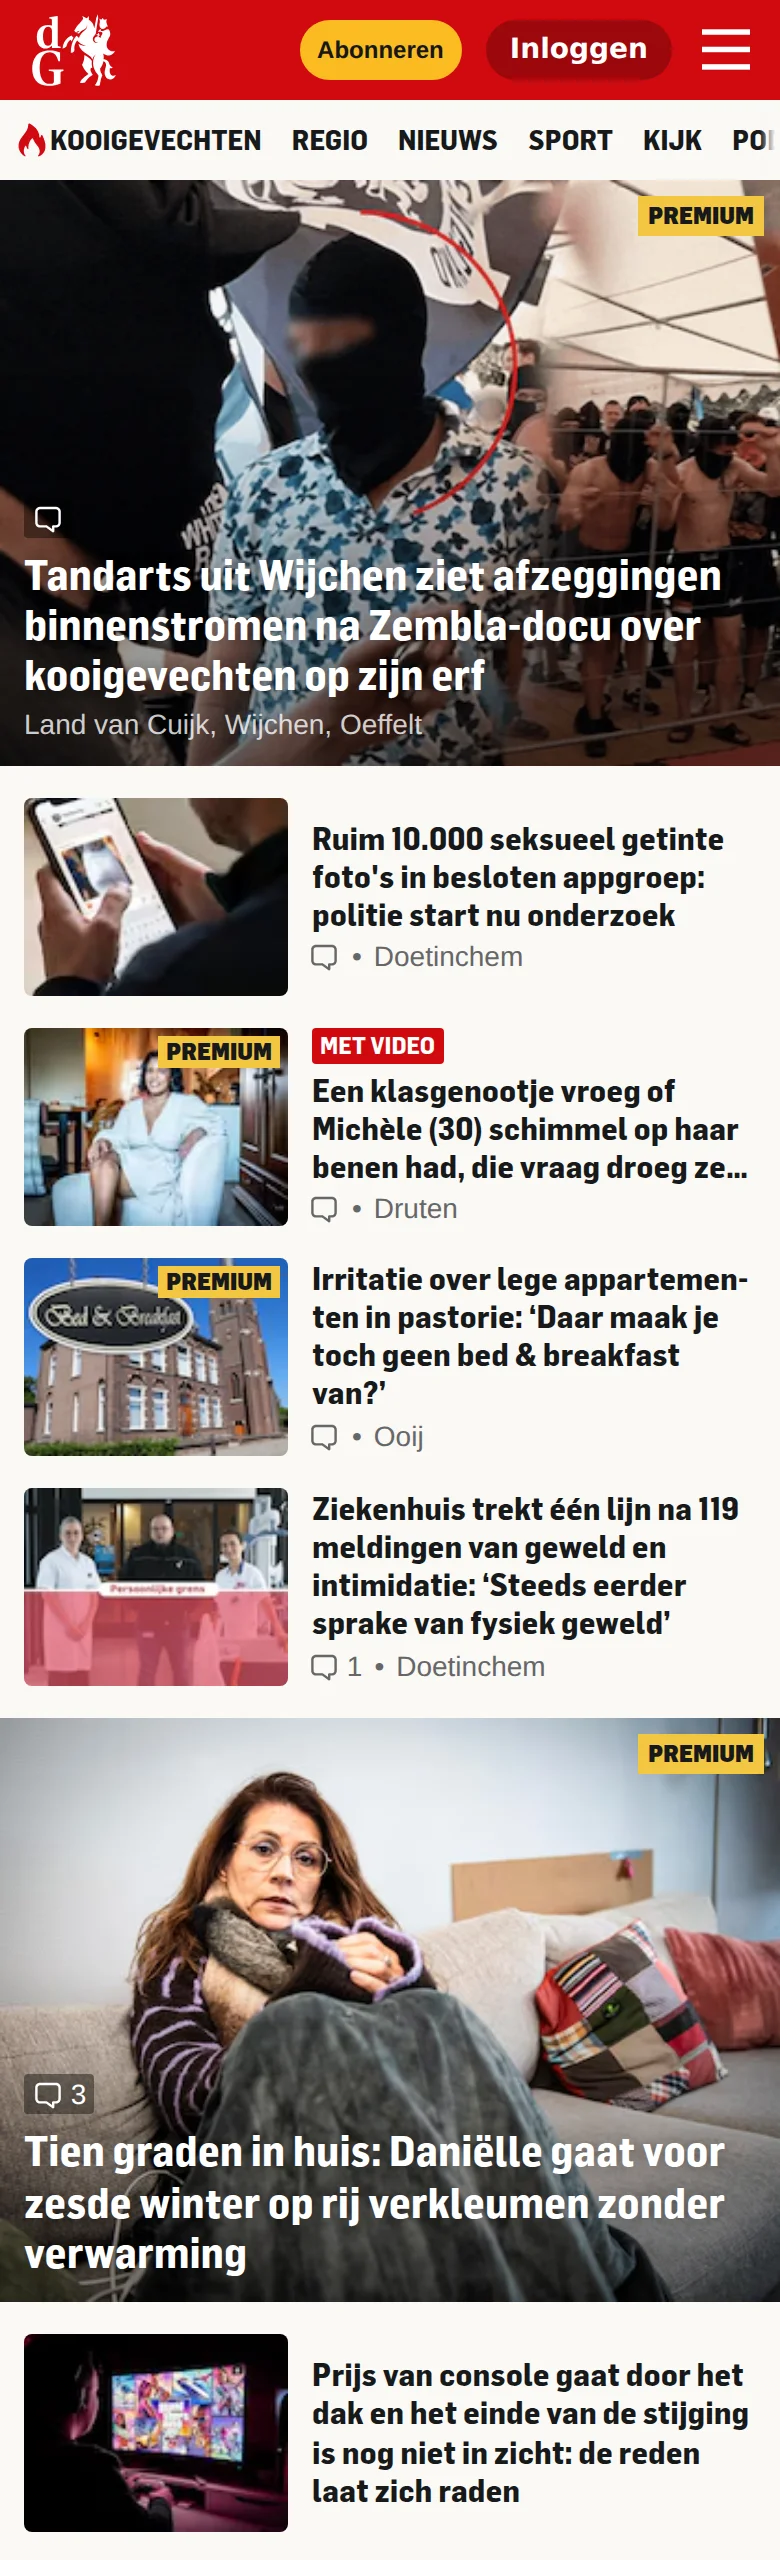 dG
Abonneren
Inloggen
KOOIGEVECHTEN REGIO NIEUWS SPORT KIJK
PREMIUM
Tandarts uit Wijchen ziet afzeggingen
binnenstromen na Zembla-docu over
kooigevechten op zijn erf
Land van Cuijk, Wijchen, Oeffelt
Ruim 10.000 seksueel getinte
foto's in besloten appgroep:
politie start nu onderzoek
• Doetinchem
PREMIUM
MET VIDEO
Een klasgenootje vroeg of
Michèle (30) schimmel op haar
benen had, die vraag droeg ze...
• Druten
PREMIUM
Bed & Breakfast
Irritatie over lege appartemen-
ten in pastorie: ‘Daar maak je
toch geen bed & breakfast
van?’
• Ooij
Persoonlijke grens
Ziekenhuis trekt één lijn na 119
meldingen van geweld en
intimidatie: ‘Steeds eerder
sprake van fysiek geweld’
1 • Doetinchem
PREMIUM
3
Tien graden in huis: Daniëlle gaat voor
zesde winter op rij verkleumen zonder
verwarming
Prijs van console gaat door het
dak en het einde van de stijging
is nog niet in zicht: de reden
laat zich raden